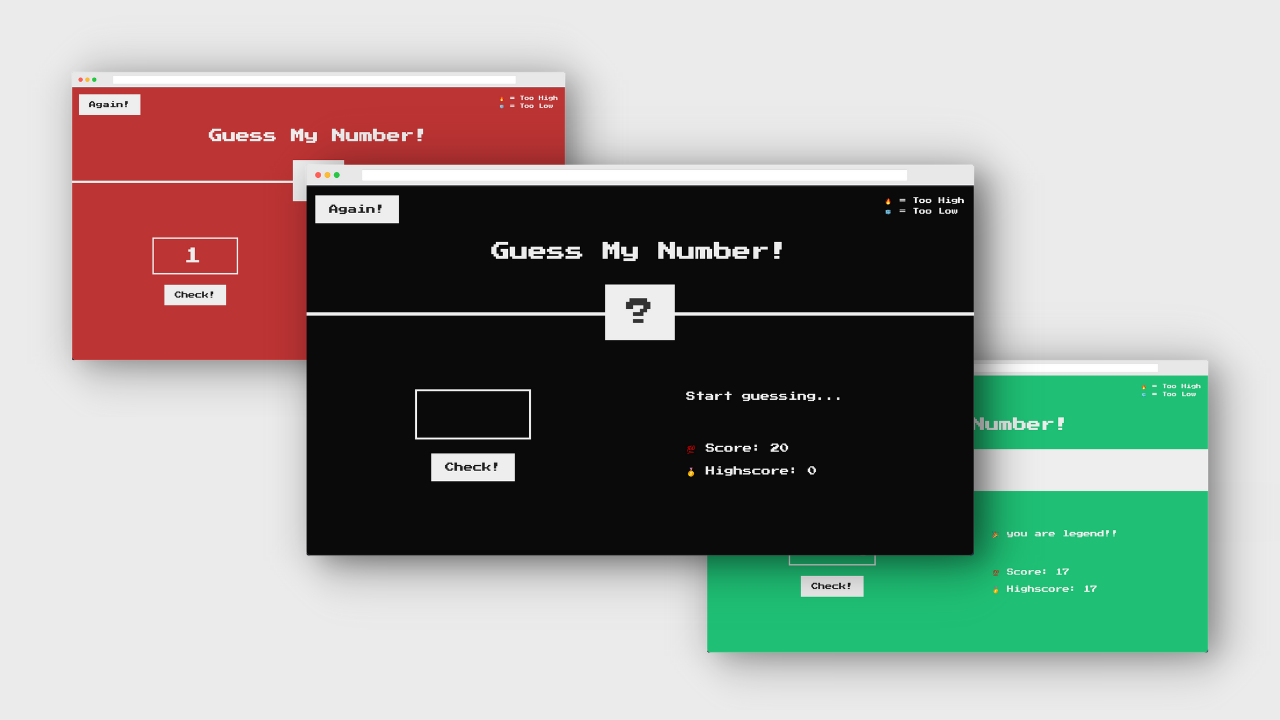 Again!
🔥 = Too High
🧊 = Too Low
Guess My Number!
1
Check!
Again!
🔥 = Too High
🧊 = Too Low
Guess My Number!
?
Start guessing...
Check!
💯 Score: 20
🥇 Highscore: 0
🔥 = Too High
🧊 = Too Low
Number!
you are legend!!
Check!
💯 Score: 17
🥇 Highscore: 17